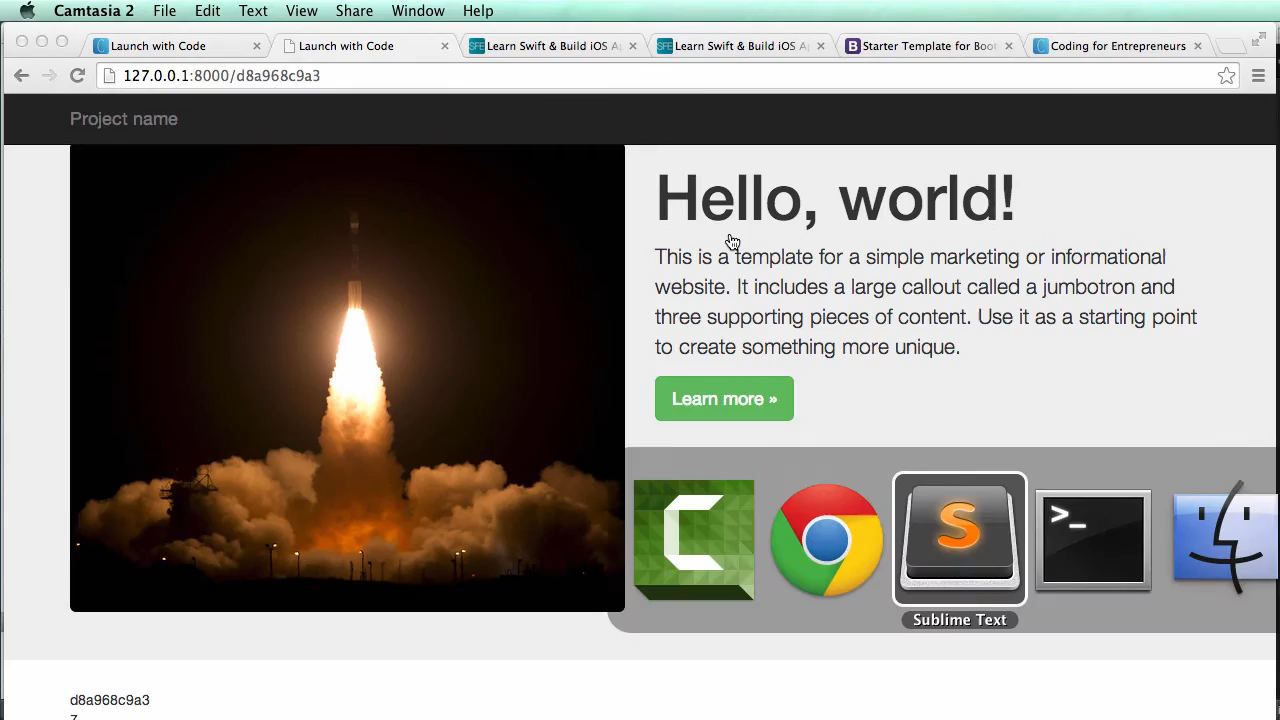 Camtasia 2 File Edit Text View Share Window Help
Launch with Code Launch with Code Learn Swift & Build iOS A Learn Swift & Build iOS A Starter Template for Boot Coding for Entrepreneurs
127.0.0.1:8000/d8a968c9a3
Project name
Hello, world!
This is a template for a simple marketing or informational
website. It includes a large callout called a jumbotron and
three supporting pieces of content. Use it as a starting point
to create something more unique.
Learn more »
Sublime Text
d8a968c9a3
7